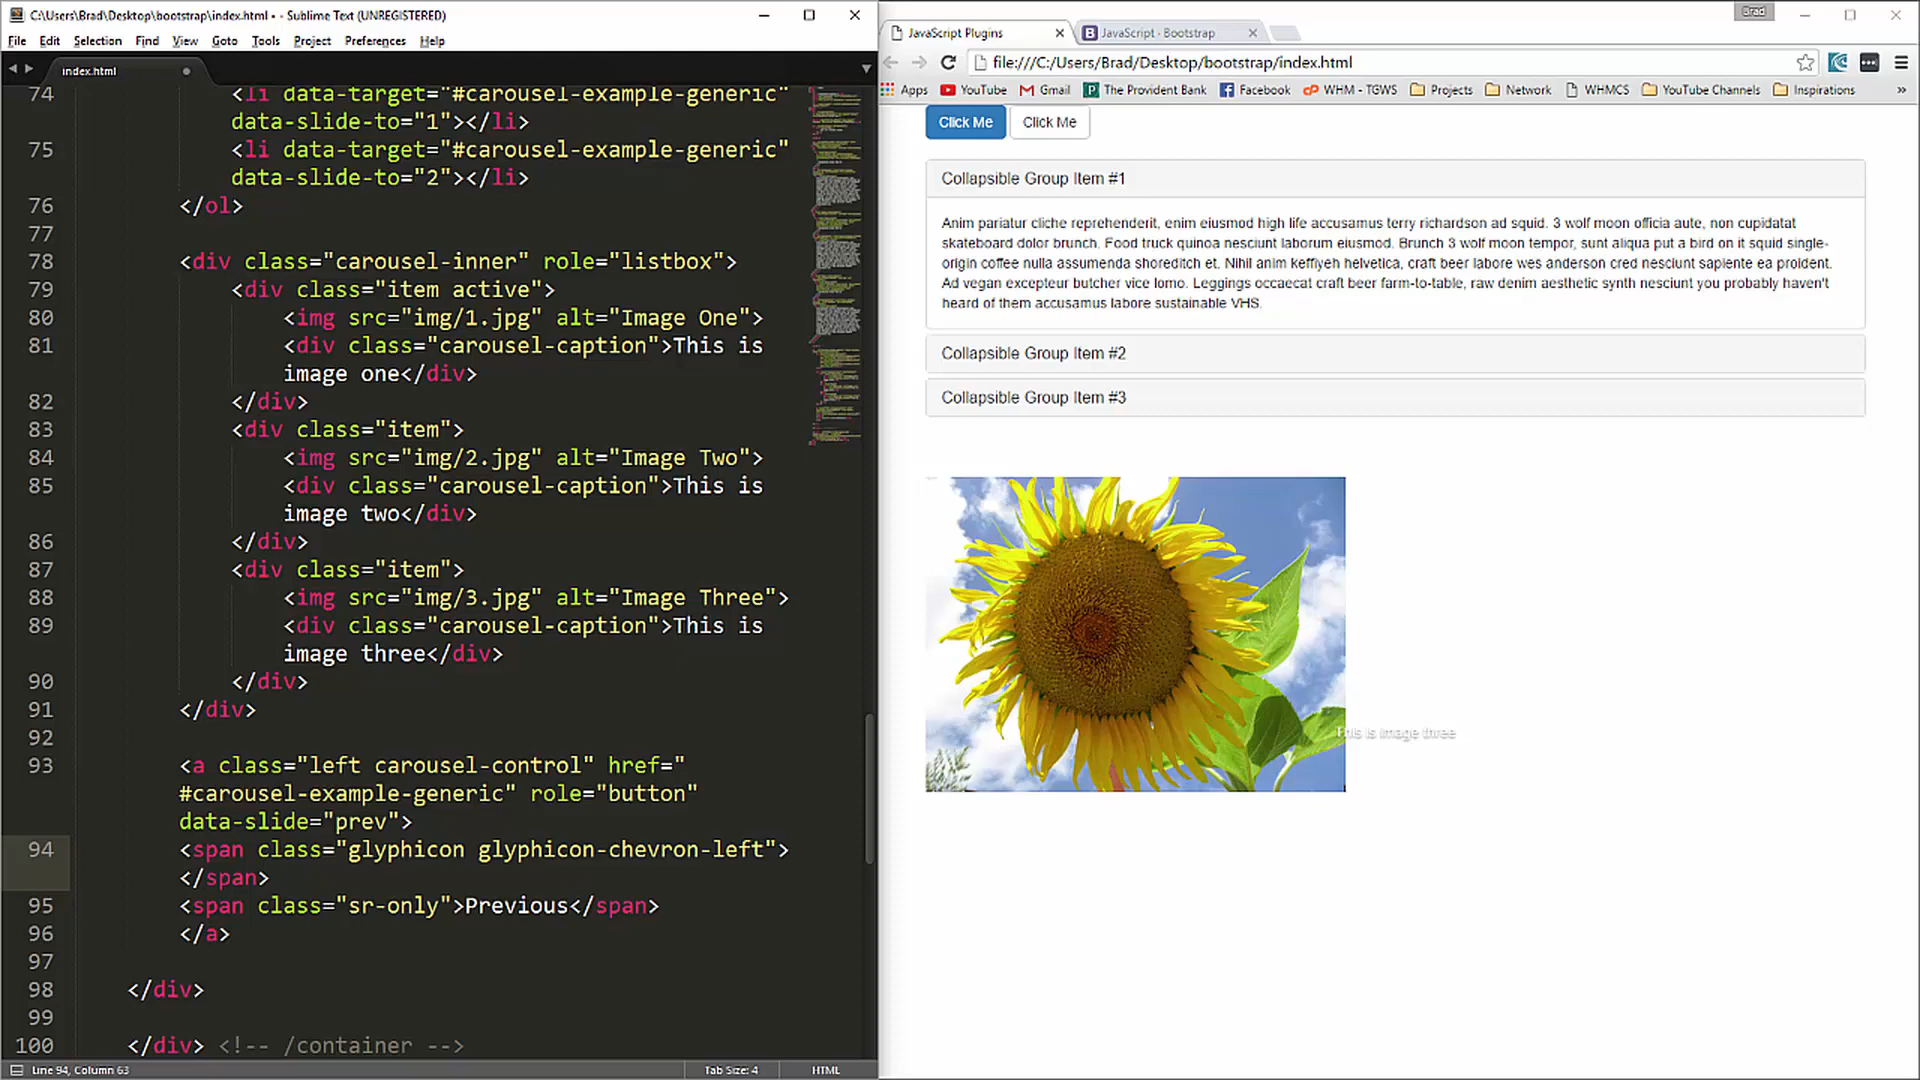 C:\Users\Brad\Desktop\bootstrap\index.html • - Sublime Text (UNREGISTERED)
File Edit Selection Find View Goto Tools Project Preferences Help
index.html
74 <li data-target="#carousel-example-generic"
data-slide-to="1"></li>
75 <li data-target="#carousel-example-generic"
data-slide-to="2"></li>
76 </ol>
77
78 <div class="carousel-inner" role="listbox">
79 <div class="item active">
80 <img src="img/1.jpg" alt="Image One">
81 <div class="carousel-caption">This is
image one</div>
82 </div>
83 <div class="item">
84 <img src="img/2.jpg" alt="Image Two">
85 <div class="carousel-caption">This is
image two</div>
86 </div>
87 <div class="item">
88 <img src="img/3.jpg" alt="Image Three">
89 <div class="carousel-caption">This is
image three</div>
90 </div>
91 </div>
92
93 <a class="left carousel-control" href="
#carousel-example-generic" role="button"
data-slide="prev">
94 <span class="glyphicon glyphicon-chevron-left">
</span>
95 <span class="sr-only">Previous</span>
96 </a>
97
98 </div>
99
100 </div> <!-- /container -->
Line 94, Column 63 Tab Size: 4 HTML
Brad
JavaScript Plugins JavaScript · Bootstrap
file:///C:/Users/Brad/Desktop/bootstrap/index.html
Apps YouTube Gmail The Provident Bank Facebook WHM - TGWS Projects Network WHMCS YouTube Channels Inspirations »
Click Me Click Me
Collapsible Group Item #1
Anim pariatur cliche reprehenderit, enim eiusmod high life accusamus terry richardson ad squid. 3 wolf moon officia aute, non cupidatat
skateboard dolor brunch. Food truck quinoa nesciunt laborum eiusmod. Brunch 3 wolf moon tempor, sunt aliqua put a bird on it squid single-
origin coffee nulla assumenda shoreditch et. Nihil anim keffiyeh helvetica, craft beer labore wes anderson cred nesciunt sapiente ea proident.
Ad vegan excepteur butcher vice lomo. Leggings occaecat craft beer farm-to-table, raw denim aesthetic synth nesciunt you probably haven't
heard of them accusamus labore sustainable VHS.
Collapsible Group Item #2
Collapsible Group Item #3
This is image three